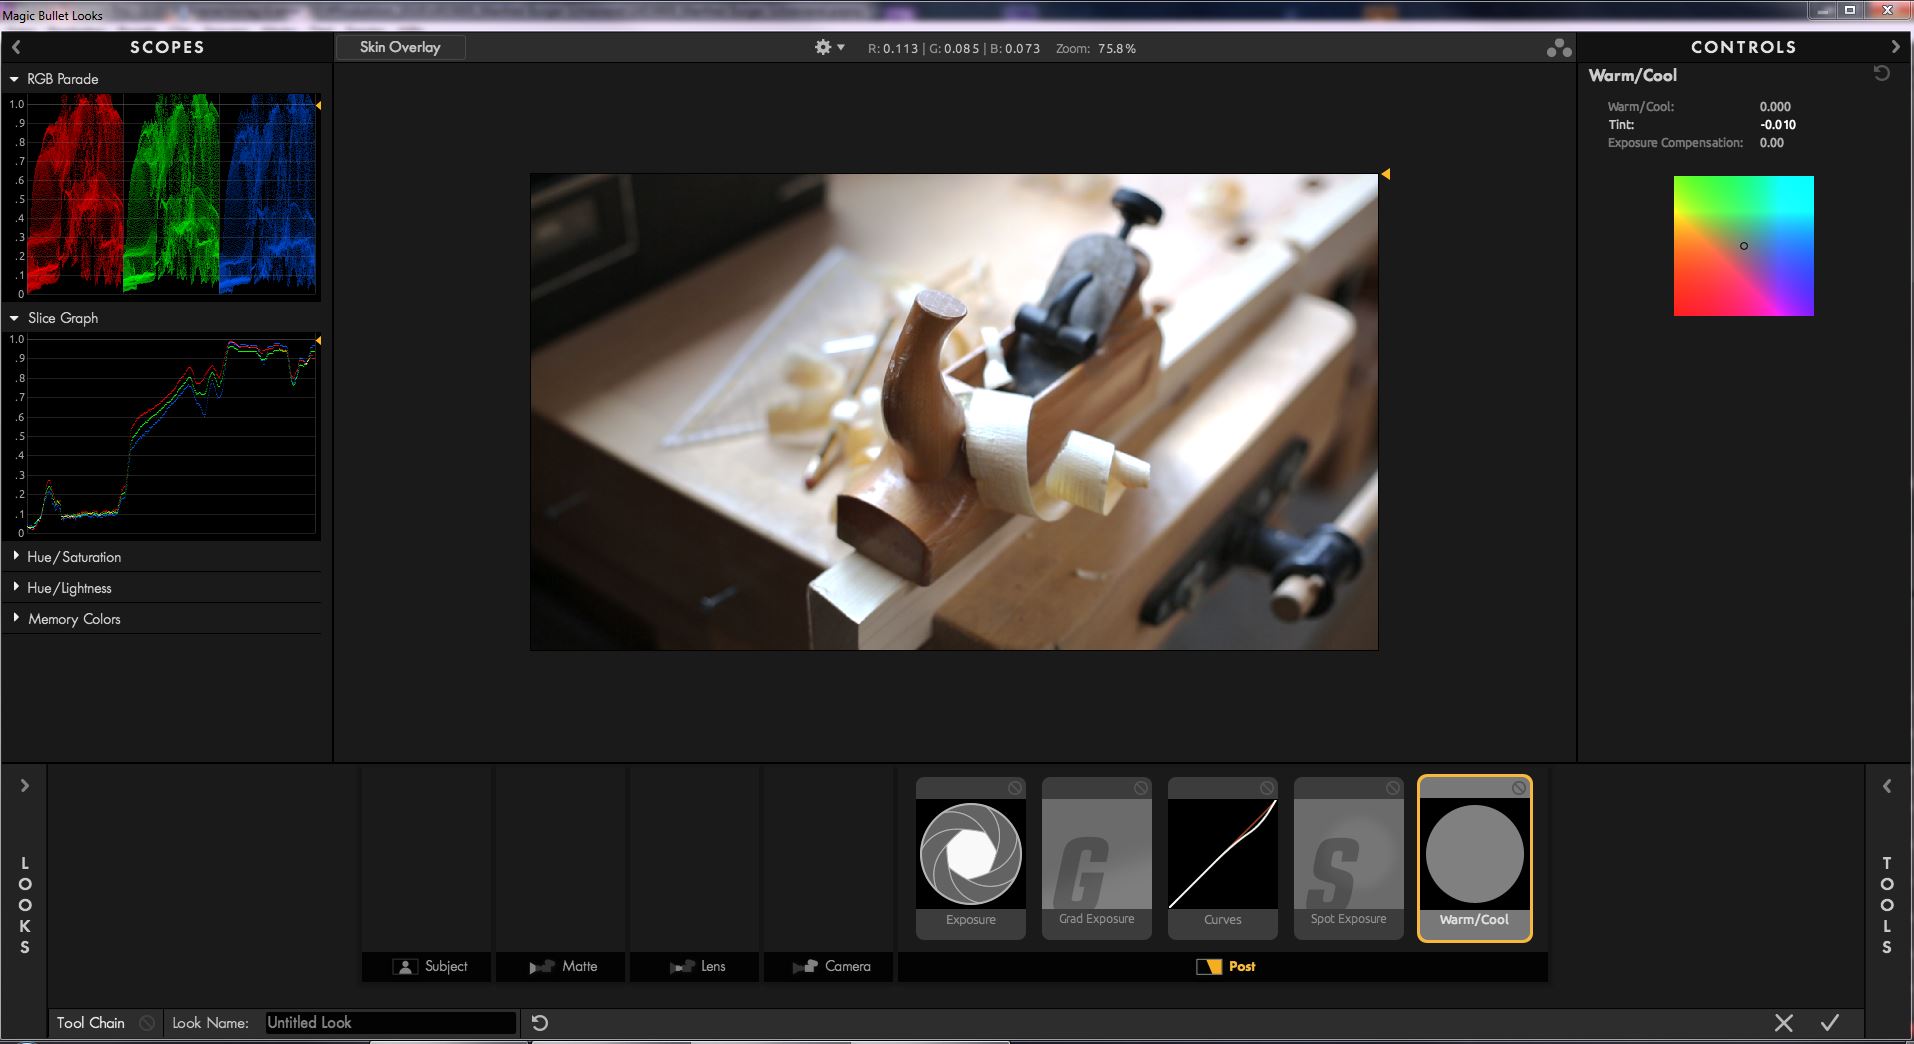 Magic Bullet Looks
SCOPES
Skin Overlay
R: 0.113 | G: 0.085 | B: 0.073 Zoom: 75.8%
CONTROLS
RGB Parade
1.0
.9
.8
.7
.6
.5
.4
.3
.2
.1
0
Slice Graph
1.0
.9
.8
.7
.6
.5
.4
.3
.2
.1
0
Hue/Saturation
Hue/Lightness
Memory Colors
Warm/Cool
Warm/Cool: 0.000
Tint: -0.010
Exposure Compensation: 0.00
LOOKS
G
S
Exposure
Grad Exposure
Curves
Spot Exposure
Warm/Cool
Subject
Matte
Lens
Camera
Post
TOOLS
Tool Chain
Look Name: Untitled Look